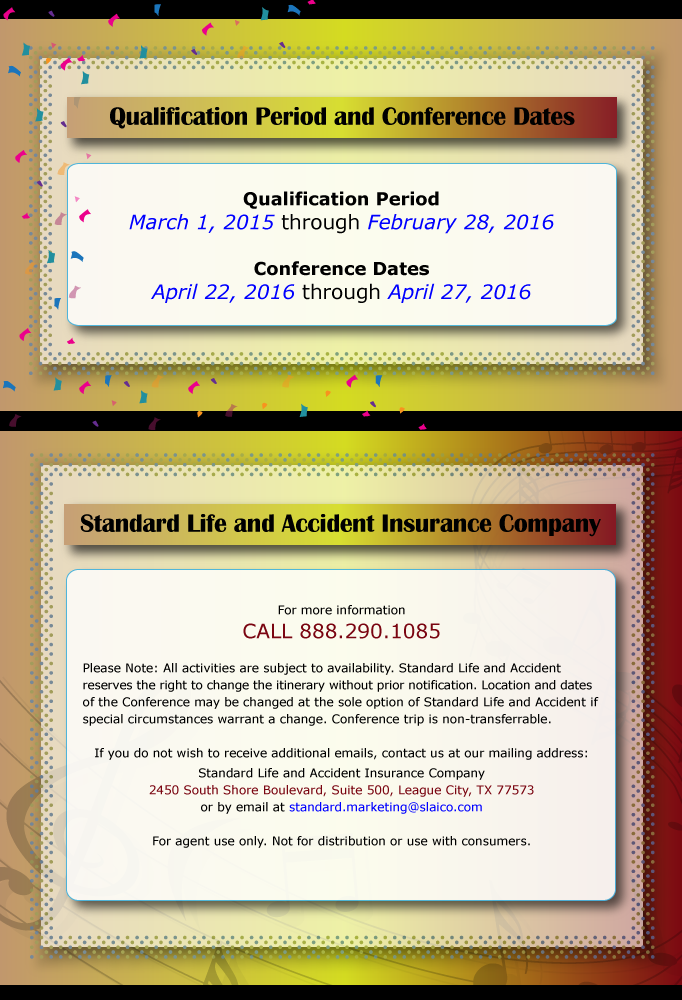 Qualification Period and Conference Dates
Qualification Period
March 1, 2015 through February 28, 2016
Conference Dates
April 22, 2016 through April 27, 2016
Standard Life and Accident Insurance Company
For more information
CALL 888.290.1085
Please Note: All activities are subject to availability. Standard Life and Accident
reserves the right to change the itinerary without prior notification. Location and dates
of the Conference may be changed at the sole option of Standard Life and Accident if
special circumstances warrant a change. Conference trip is non-transferrable.
If you do not wish to receive additional emails, contact us at our mailing address:
Standard Life and Accident Insurance Company
2450 South Shore Boulevard, Suite 500, League City, TX 77573
or by email at standard.marketing@slaico.com
For agent use only. Not for distribution or use with consumers.